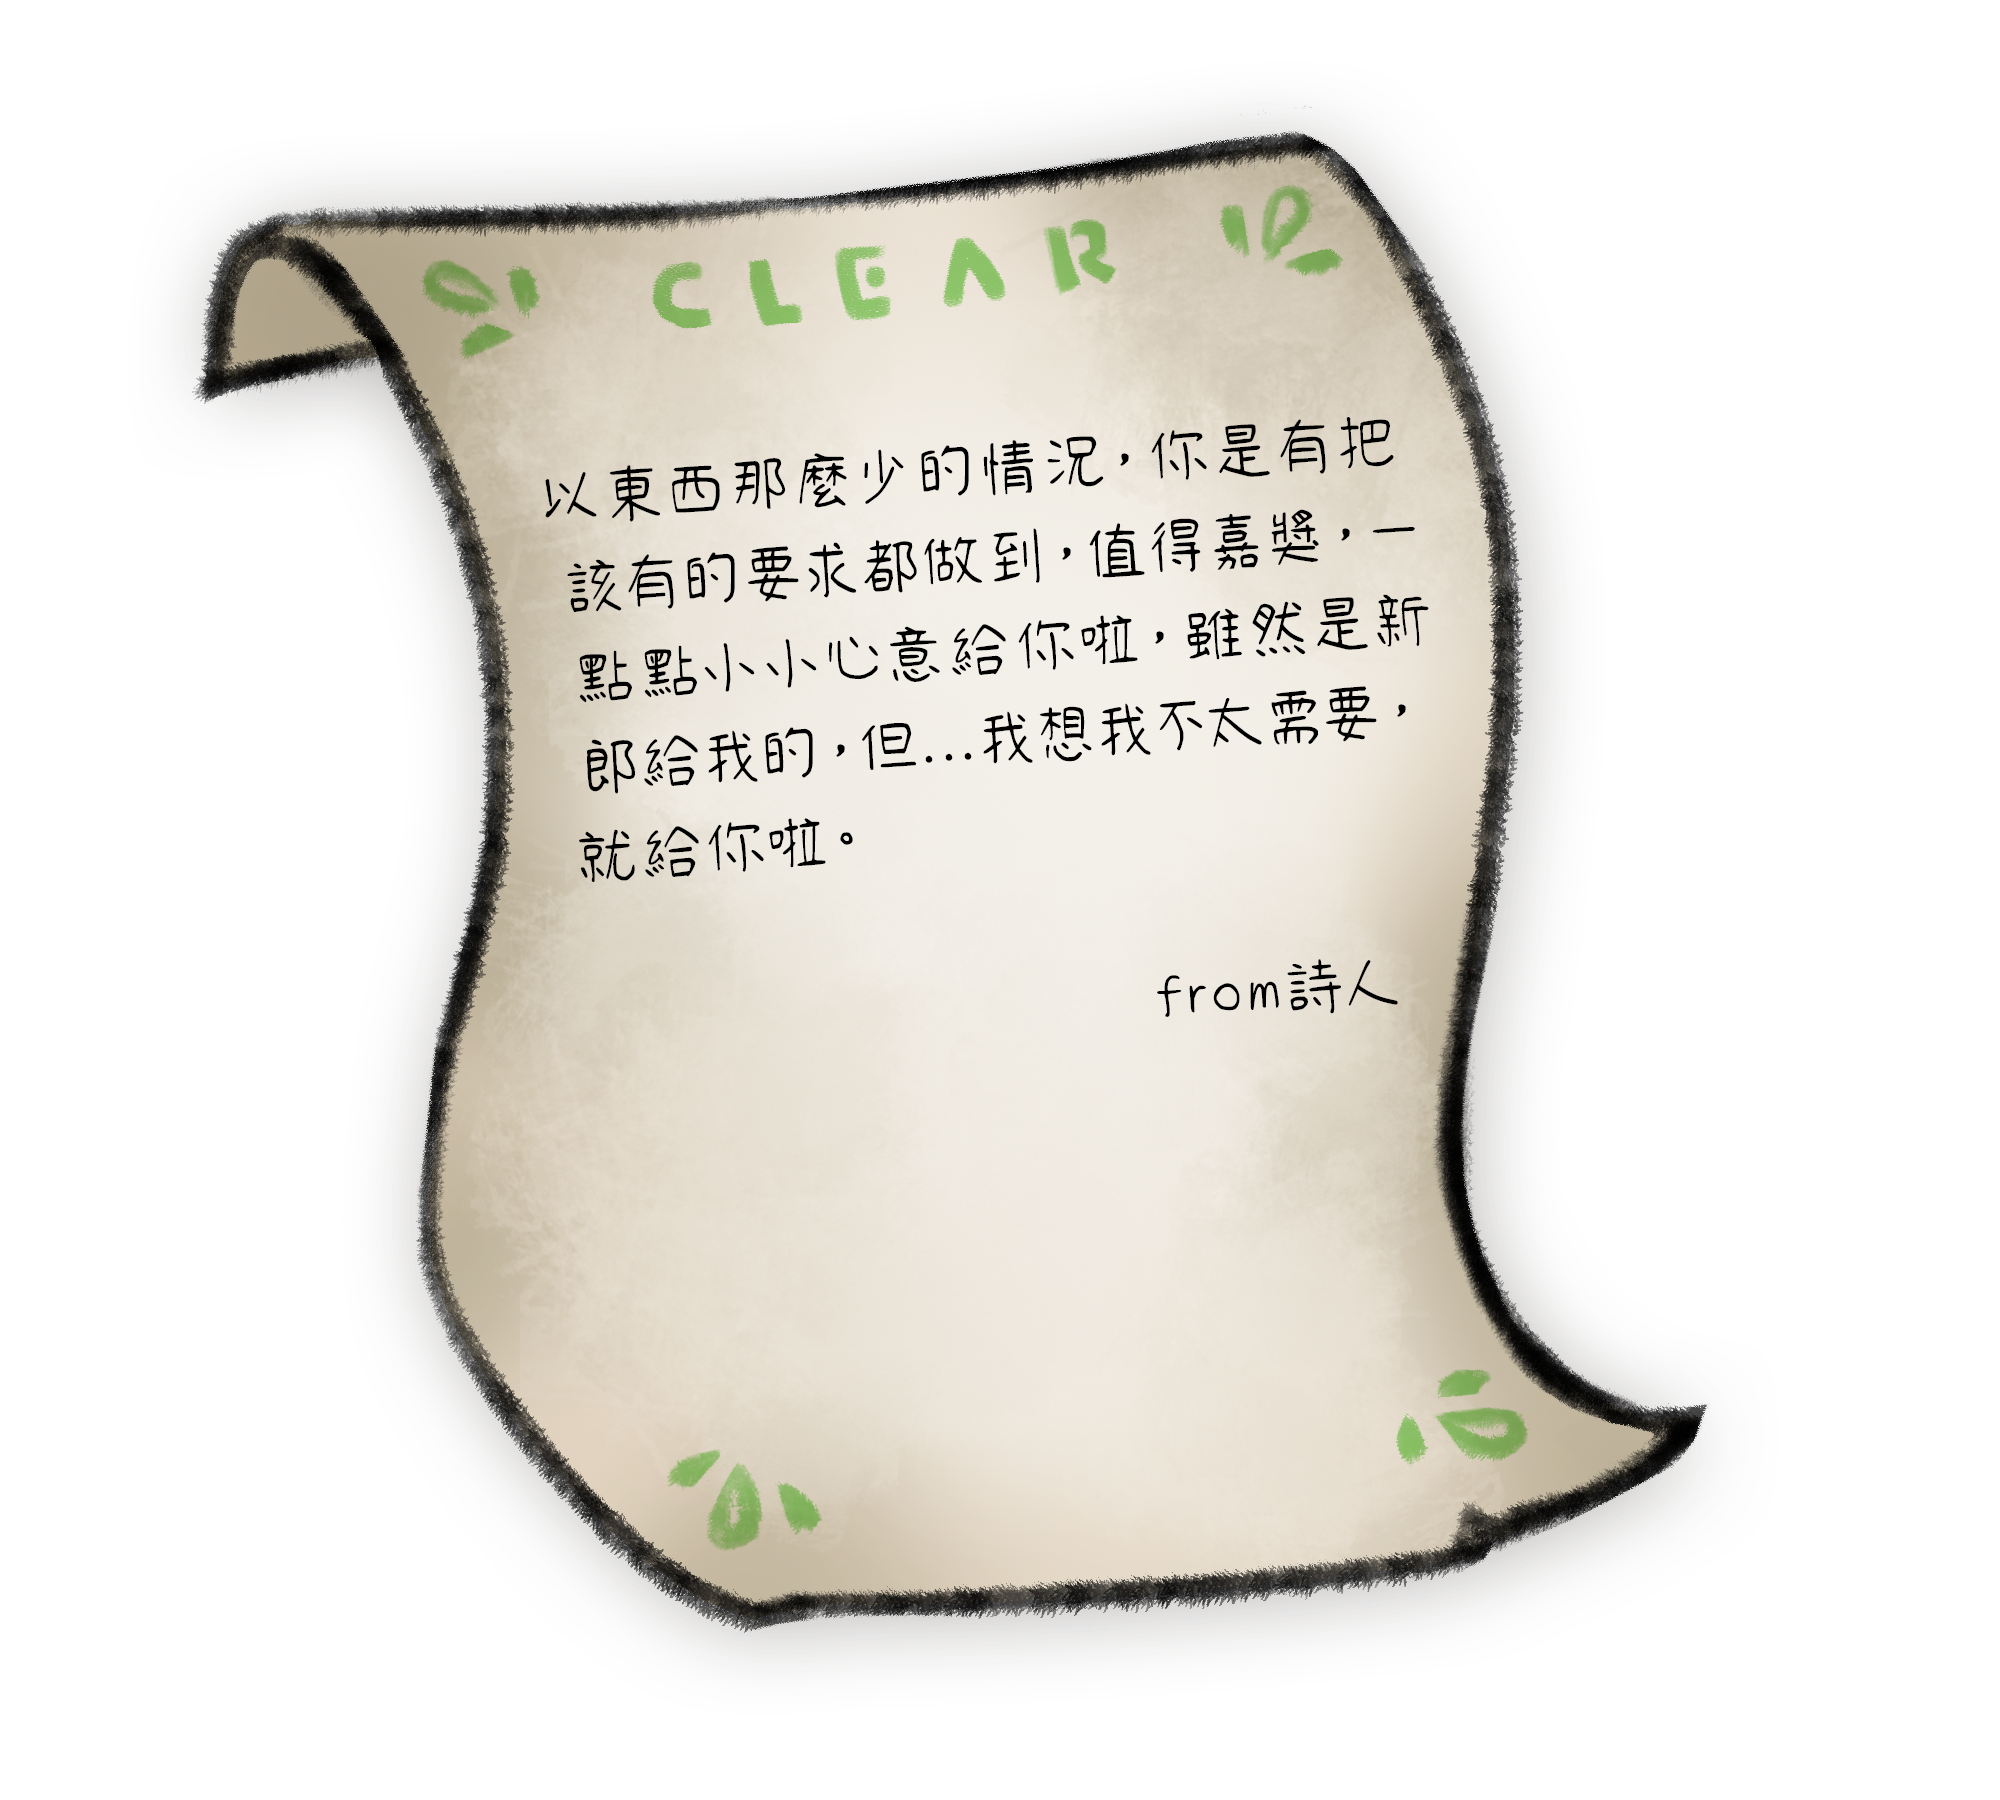 CLEAR
以東西那麼少的情況，你是有把
該有的要求都做到，值得嘉獎，一
點點小小心意給你啦，雖然是新
郎給我的，但...我想我不太需要，
就給你啦。
from詩人